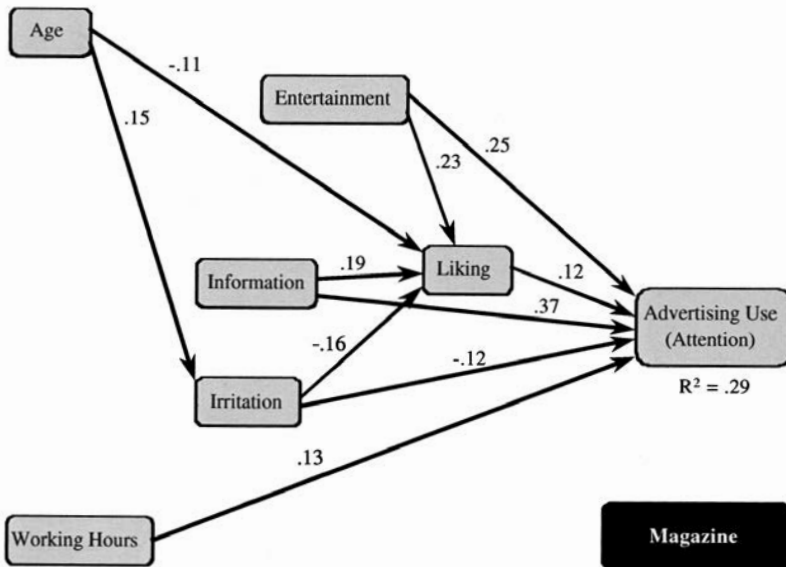 Age
-.11
.15
Entertainment
.25
.23
Information
.19
Liking
.12
.37
Advertising Use
(Attention)
R² = .29
-.16
-.12
Irritation
.13
Working Hours
Magazine